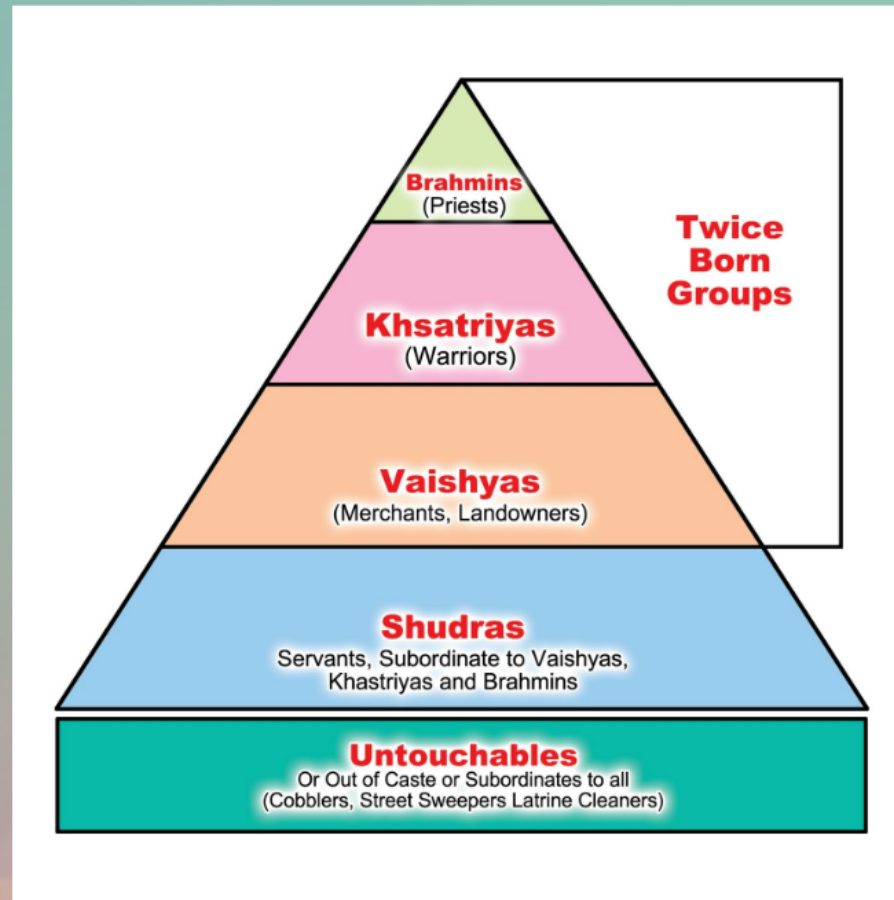 Brahmins
(Priests)
Twice
Born
Groups
Khsatriyas
(Warriors)
Vaishyas
(Merchants, Landowners)
Shudras
Servants, Subordinate to Vaishyas,
Khastriyas and Brahmins
Untouchables
Or Out of Caste or Subordinates to all
(Cobblers, Street Sweepers Latrine Cleaners)